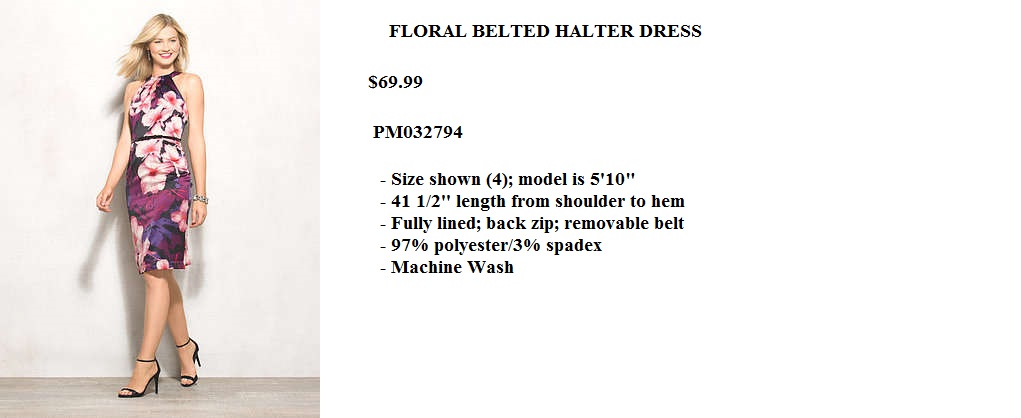 FLORAL BELTED HALTER DRESS
$69.99
PM032794
- Size shown (4); model is 5'10"
- 41 1/2" length from shoulder to hem
- Fully lined; back zip; removable belt
- 97% polyester/3% spadex
- Machine Wash